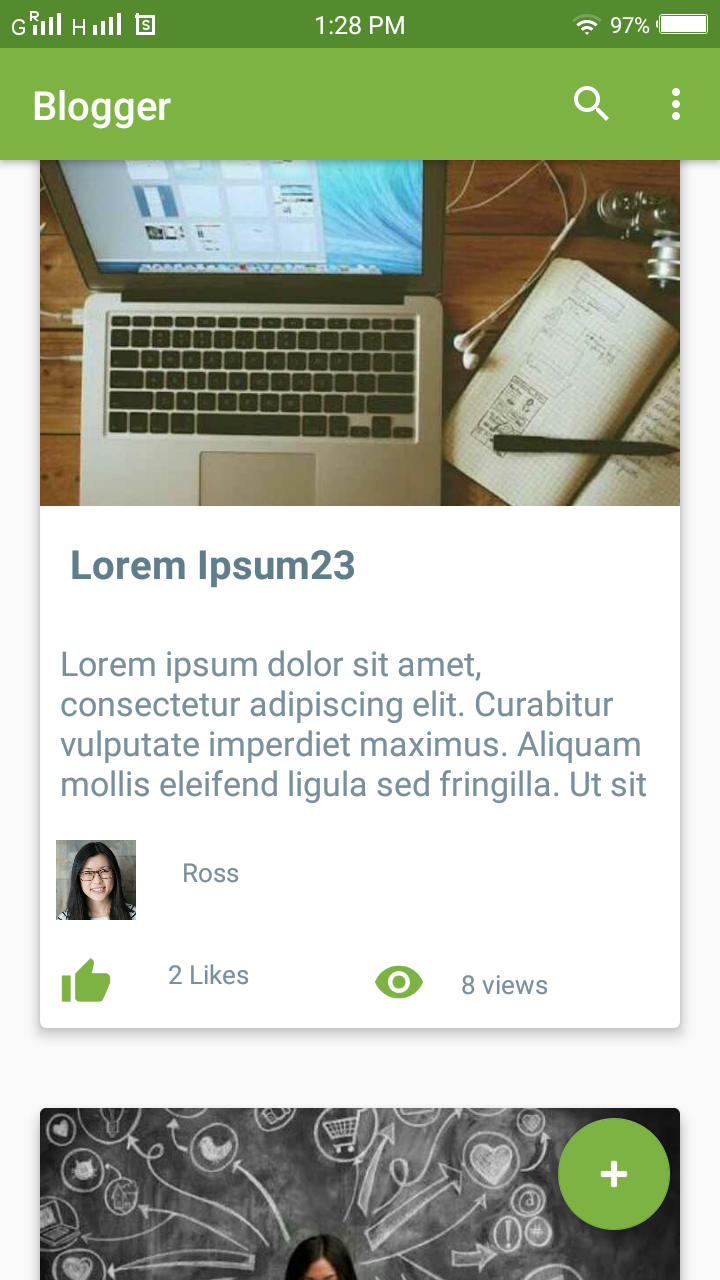 G R H S 1:28 PM 97%
Blogger
Lorem Ipsum23
Lorem ipsum dolor sit amet,
consectetur adipiscing elit. Curabitur
vulputate imperdiet maximus. Aliquam
mollis eleifend ligula sed fringilla. Ut sit
Ross
2 Likes
8 views